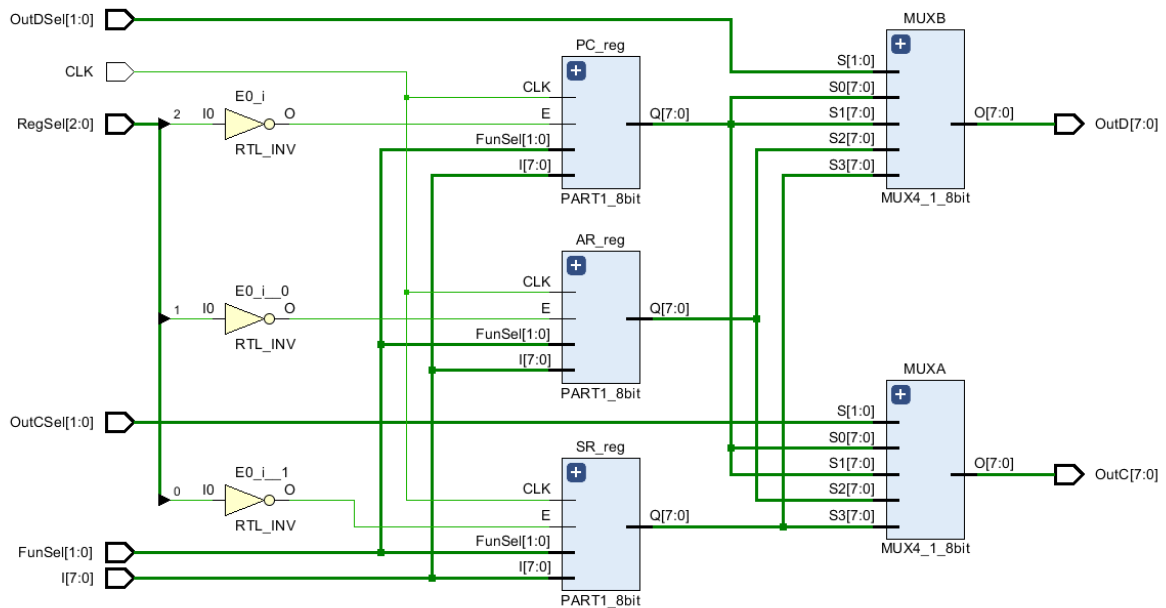 OutDSel[1:0]
CLK
RegSel[2:0]
2
I0
E0_i
O
RTL_INV
PC_reg
CLK
E
FunSel[1:0]
I[7:0]
Q[7:0]
PART1_8bit
MUXB
S[1:0]
S0[7:0]
S1[7:0]
S2[7:0]
S3[7:0]
O[7:0]
MUX4_1_8bit
OutD[7:0]
1
I0
E0_i__0
O
RTL_INV
AR_reg
CLK
E
FunSel[1:0]
I[7:0]
Q[7:0]
PART1_8bit
OutCSel[1:0]
MUXA
S[1:0]
S0[7:0]
S1[7:0]
S2[7:0]
S3[7:0]
O[7:0]
MUX4_1_8bit
OutC[7:0]
0
I0
E0_i__1
O
RTL_INV
SR_reg
CLK
E
FunSel[1:0]
I[7:0]
Q[7:0]
PART1_8bit
FunSel[1:0]
I[7:0]